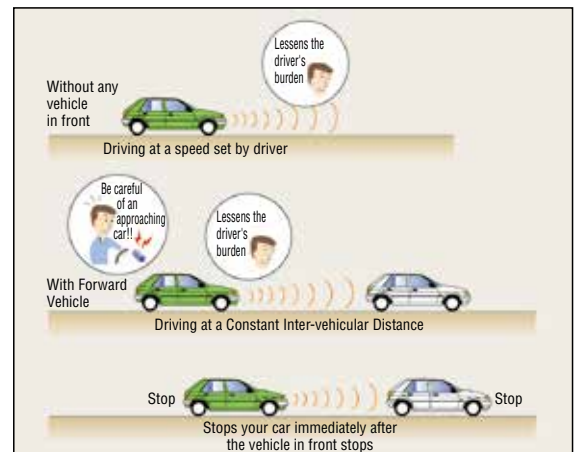 Lessens the
driver's
burden
Without any
vehicle
in front
Driving at a speed set by driver
Be careful
of an
approaching
car!!
Lessens the
driver's
burden
With Forward
Vehicle
Driving at a Constant Inter-vehicular Distance
Stop
Stop
Stops your car immediately after
the vehicle in front stops